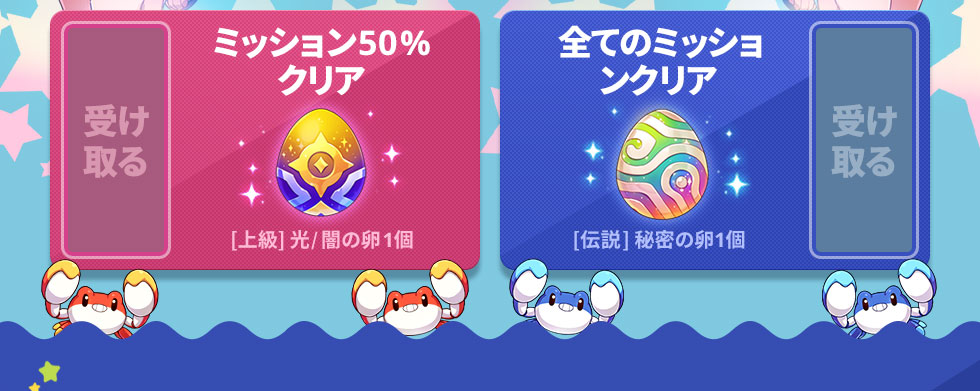 ミッション50%
クリア
受け
取る
[上級] 光/闇の卵1個
全てのミッショ
ンクリア
受け
取る
[伝説] 秘密の卵1個